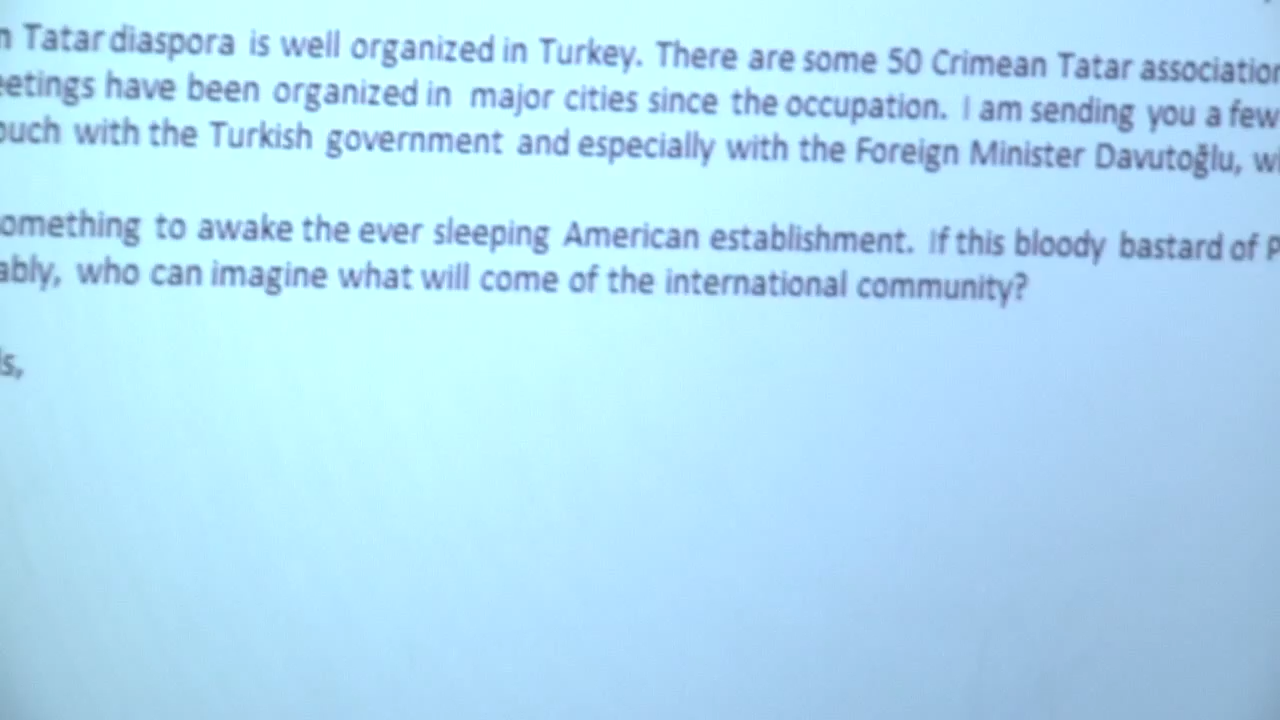 Tatar diaspora is well organized in Turkey. There are some 50 Crimean Tatar association
eetings have been organized in major cities since the occupation. I am sending you a few
ouch with the Turkish government and especially with the Foreign Minister Davutoğlu,
omething to awake the ever sleeping American establishment. If this bloody bastard of P
ably, who can imagine what will come of the international community?
s,